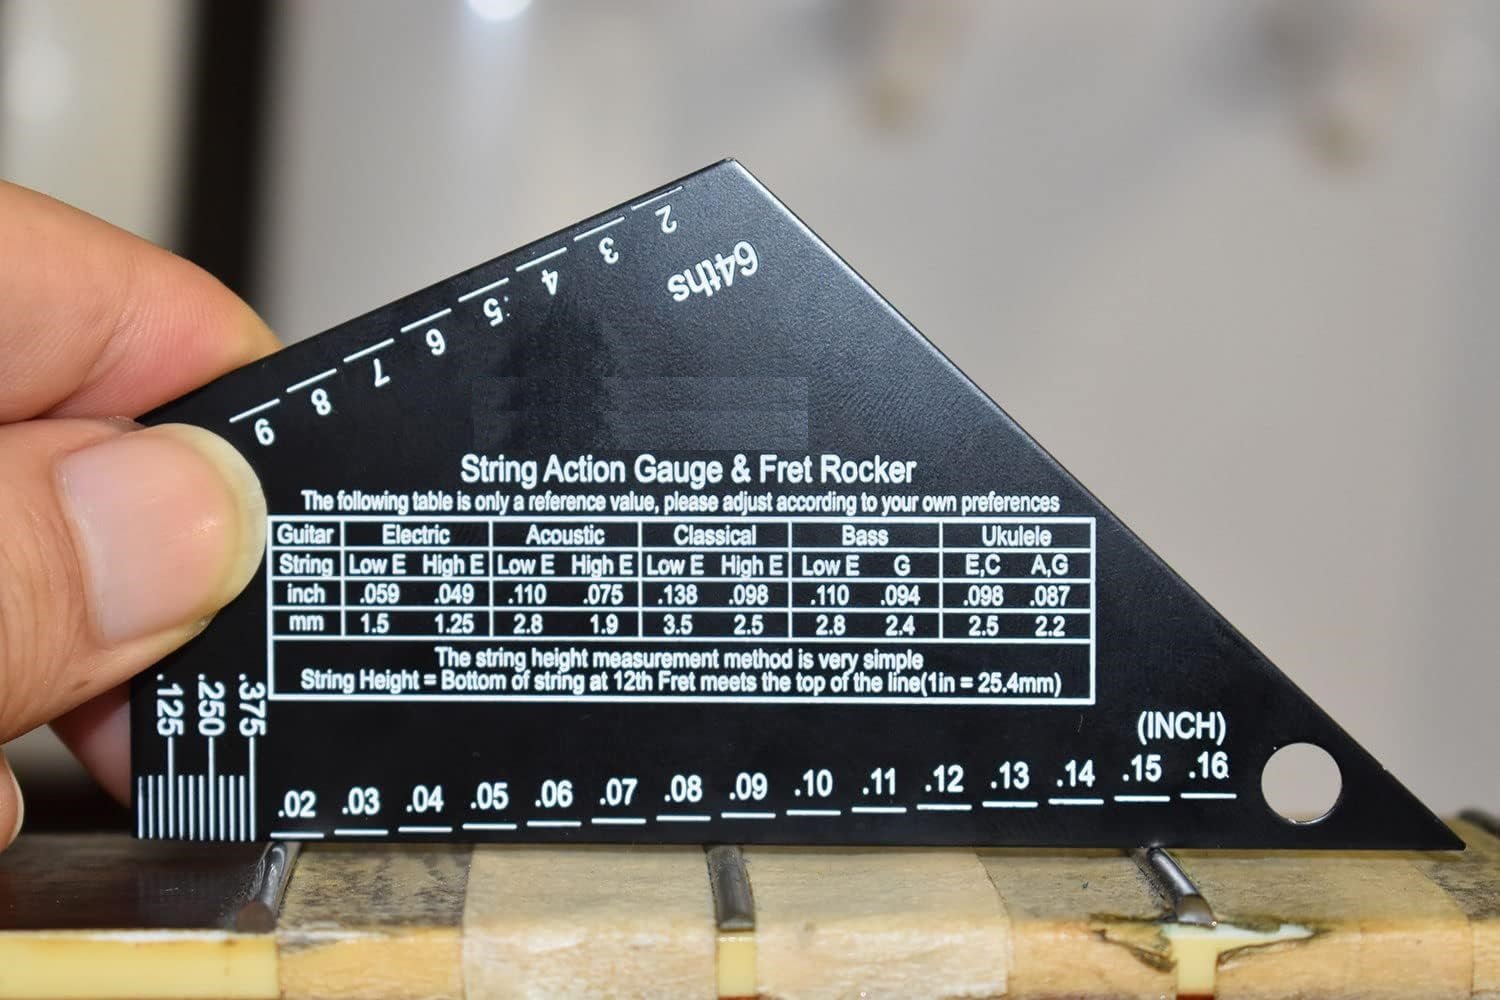 2
3
4
5
6
7
8
9
64ths
String Action Gauge & Fret Rocker
The following table is only a reference value, please adjust according to your own preferences
Guitar Electric Acoustic Classical Bass Ukulele
String Low E High E Low E High E Low E High E Low E G E,C A,G
inch .059 .049 .110 .075 .138 .098 .110 .094 .098 .087
mm 1.5 1.25 2.8 1.9 3.5 2.5 2.8 2.4 2.5 2.2
The string height measurement method is very simple
String Height = Bottom of string at 12th Fret meets the top of the line(1in = 25.4mm)
.125 .250 .375
(INCH)
.02 .03 .04 .05 .06 .07 .08 .09 .10 .11 .12 .13 .14 .15 .16